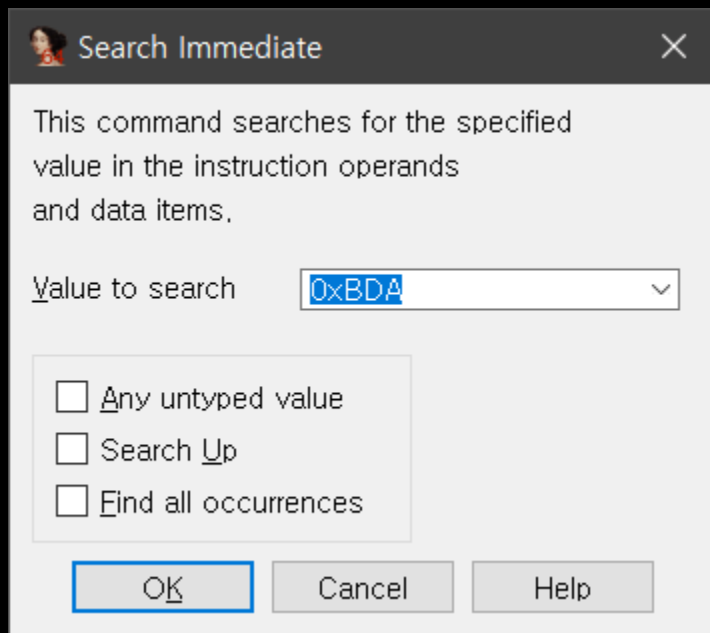 Search Immediate
This command searches for the specified
value in the instruction operands
and data items.
Value to search 0xBDA
Any untyped value
Search Up
Find all occurrences
OK Cancel Help